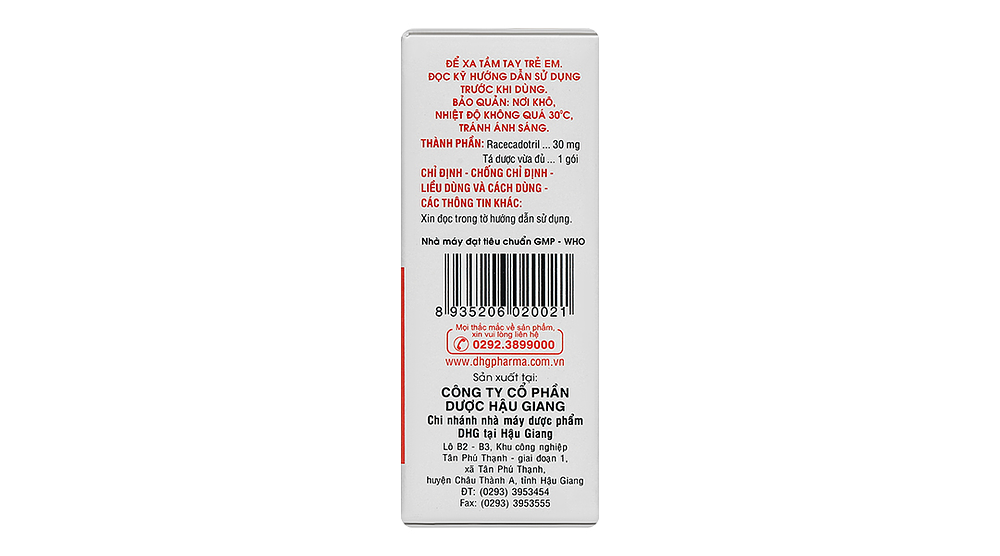 ĐỂ XA TẦM TAY TRẺ EM.
ĐỌC KỸ HƯỚNG DẪN SỬ DỤNG
TRƯỚC KHI DÙNG.
BẢO QUẢN: NƠI KHÔ,
NHIỆT ĐỘ KHÔNG QUÁ 30°C,
TRÁNH ÁNH SÁNG.
THÀNH PHẦN: Racecadotril ... 30 mg
Tá dược vừa đủ ... 1 gói
CHỈ ĐỊNH - CHỐNG CHỈ ĐỊNH -
LIỀU DÙNG VÀ CÁCH DÙNG -
CÁC THÔNG TIN KHÁC:
Xin đọc trong tờ hướng dẫn sử dụng.
Nhà máy đạt tiêu chuẩn GMP - WHO
8 935206 020021
Mọi thắc mắc về sản phẩm,
xin vui lòng liên hệ
0292.3899000
www.dhgpharma.com.vn
Sản xuất tại:
CÔNG TY CỔ PHẦN
DƯỢC HẬU GIANG
Chi nhánh nhà máy dược phẩm
DHG tại Hậu Giang
Lô B2 - B3, Khu công nghiệp
Tân Phú Thạnh - giai đoạn 1,
xã Tân Phú Thạnh,
huyện Châu Thành A, tỉnh Hậu Giang
ĐT: (0293) 3953454
Fax: (0293) 3953555